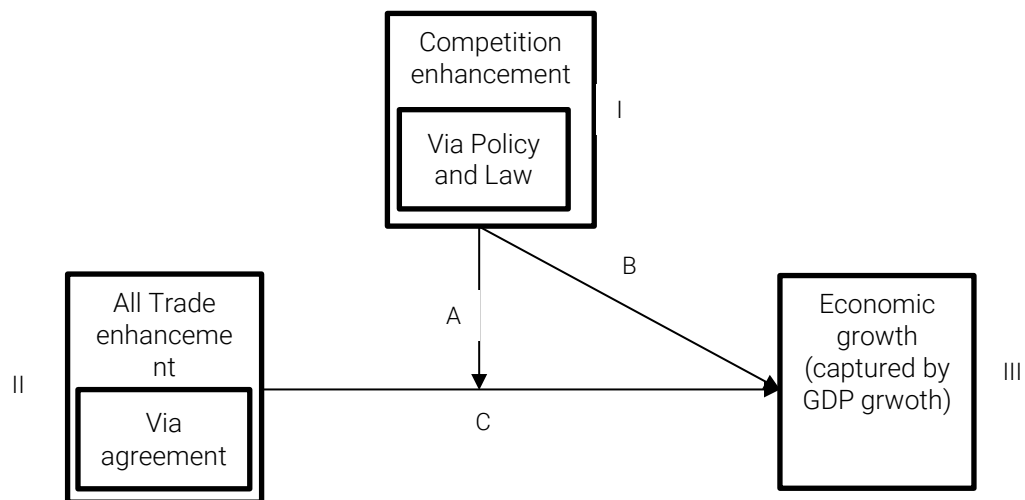 Competition
enhancement
I
Via Policy
and Law
B
A
All Trade
enhanceme
nt
II
Via
agreement
C
Economic
growth
(captured by
GDP grwoth)
III